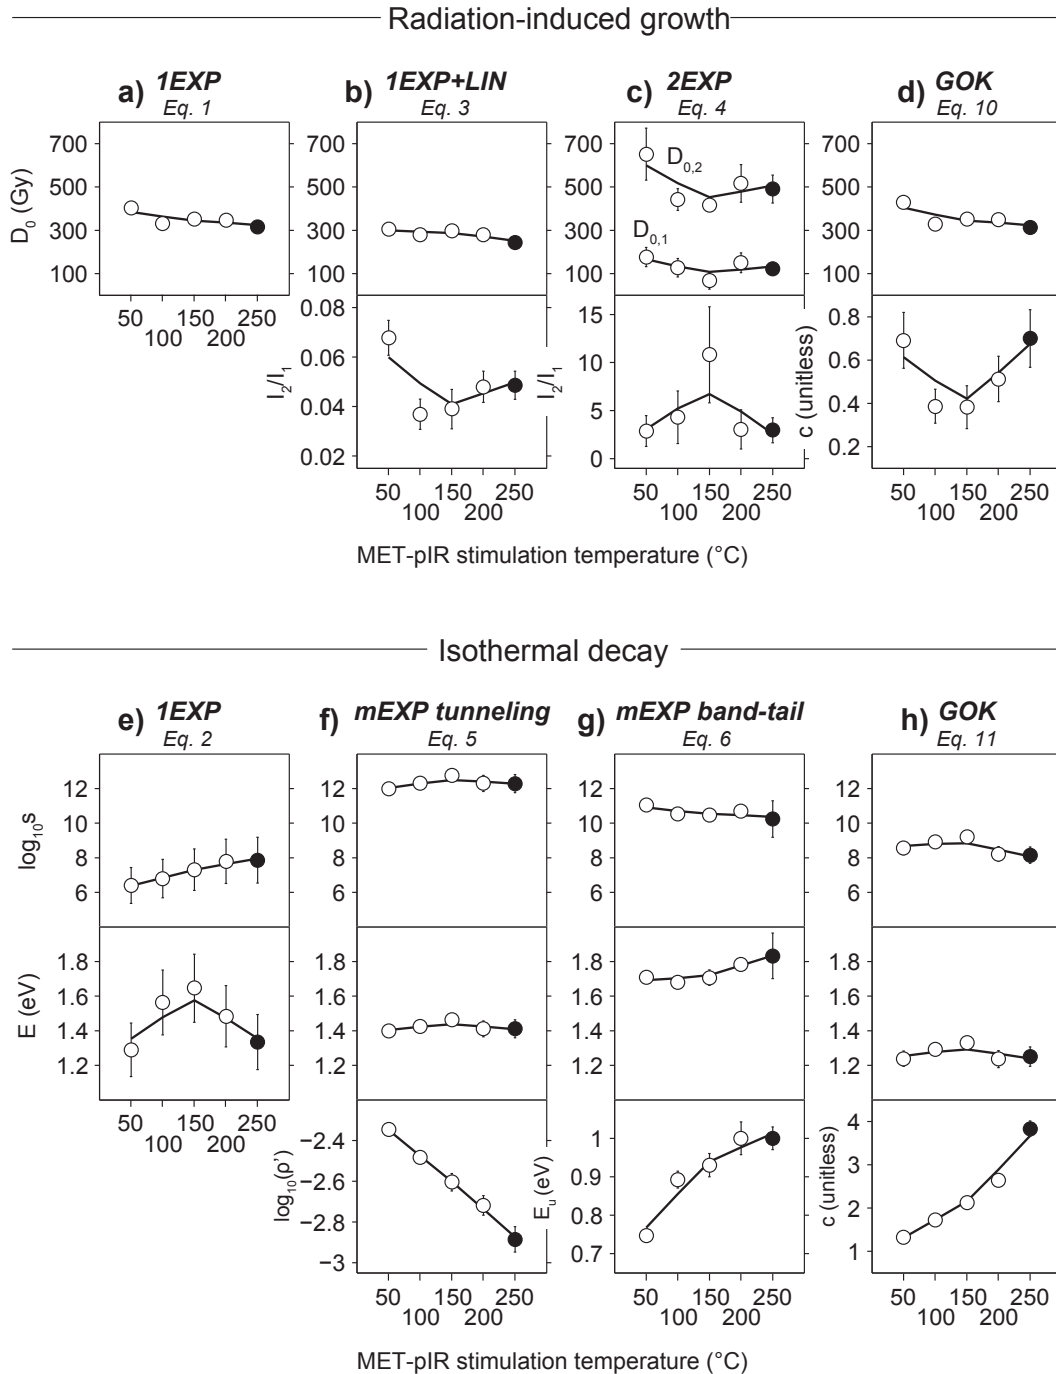 Radiation-induced growth
a) 1EXP
Eq. 1
b) 1EXP+LIN
Eq. 3
c) 2EXP
Eq. 4
d) GOK
Eq. 10
D0 (Gy)
700
500
300
100
50 100 150 200 250
700
500
300
100
I2/I1
0.08
0.06
0.04
0.02
50 100 150 200 250
700
500
300
100
D0,2
D0,1
I2/I1
15
10
5
0
50 100 150 200 250
700
500
300
100
c (unitless)
0.8
0.6
0.4
0.2
50 100 150 200 250
MET-pIR stimulation temperature (°C)
Isothermal decay
e) 1EXP
Eq. 2
f) mEXP tunneling
Eq. 5
g) mEXP band-tail
Eq. 6
h) GOK
Eq. 11
log10s
12
10
8
6
E (eV)
1.8
1.6
1.4
1.2
50 100 150 200 250
12
10
8
6
1.8
1.6
1.4
1.2
log10(ρ')
−2.4
−2.6
−2.8
−3
50 100 150 200 250
12
10
8
6
1.8
1.6
1.4
1.2
Eu (eV)
1
0.9
0.8
0.7
50 100 150 200 250
12
10
8
6
1.8
1.6
1.4
1.2
c (unitless)
4
3
2
1
50 100 150 200 250
MET-pIR stimulation temperature (°C)